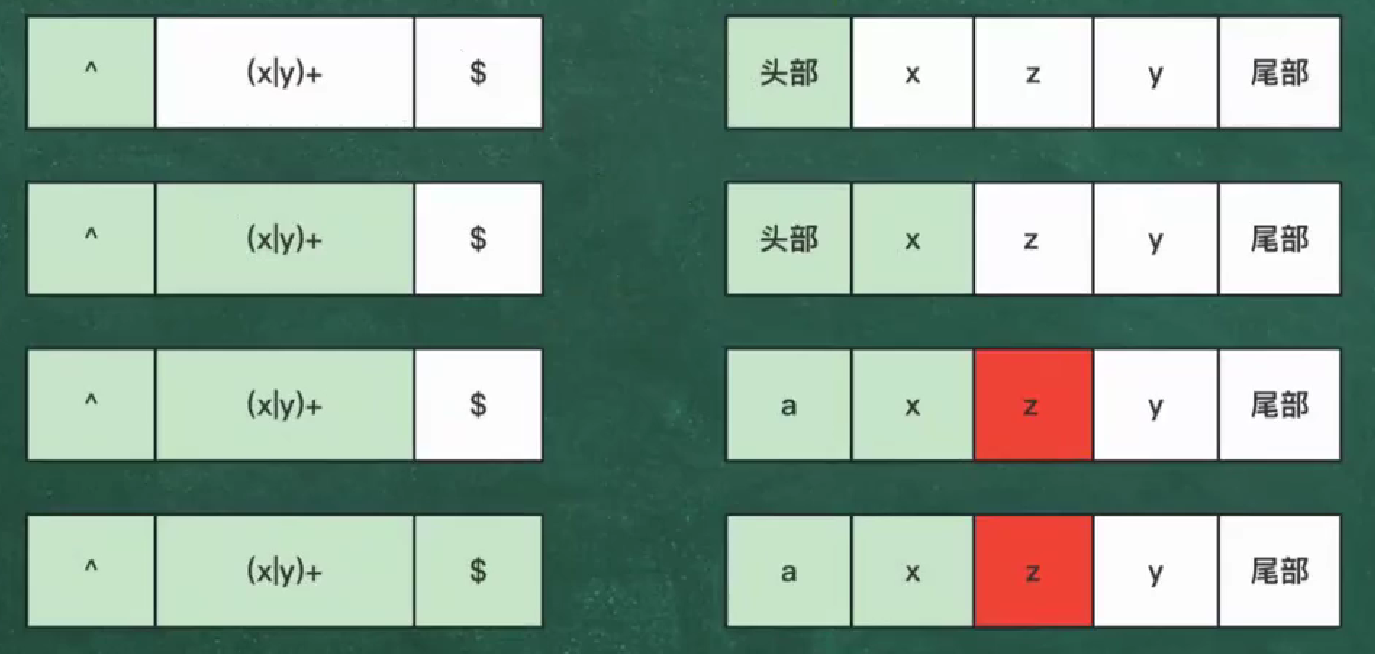 ^ (x|y)+ $ 头部 x z y 尾部
^ (x|y)+ $ 头部 x z y 尾部
^ (x|y)+ $ a x z y 尾部
^ (x|y)+ $ a x z y 尾部